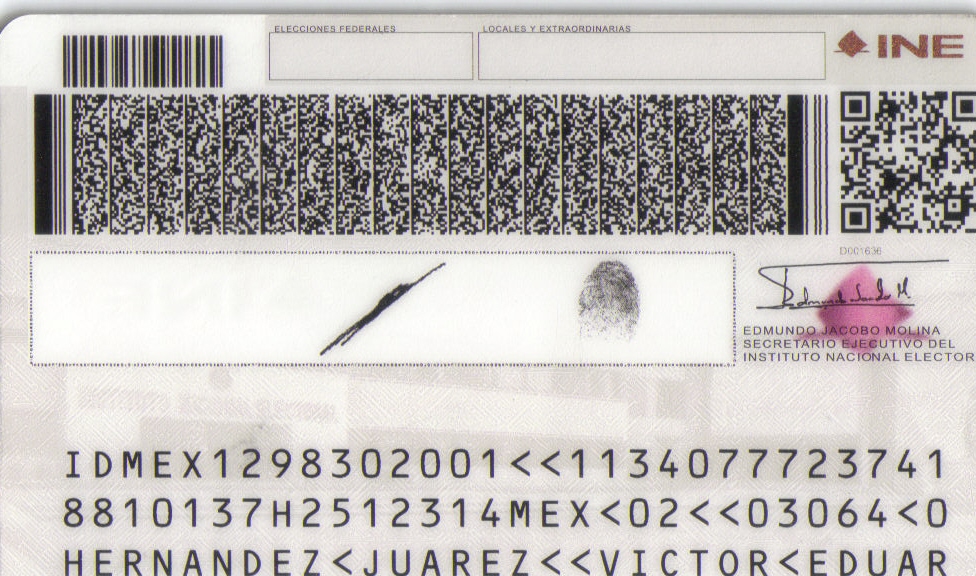 ELECCIONES FEDERALES
LOCALES Y EXTRAORDINARIAS
INE
D001636
EDMUNDO JACOBO MOLINA
SECRETARIO EJECUTIVO DEL
INSTITUTO NACIONAL ELECTOR
IDMEX1298302001<<1134077723741
8810137H2512314MEX<02<<03064<0
HERNANDEZ<JUAREZ<<VICTOR<EDUAR